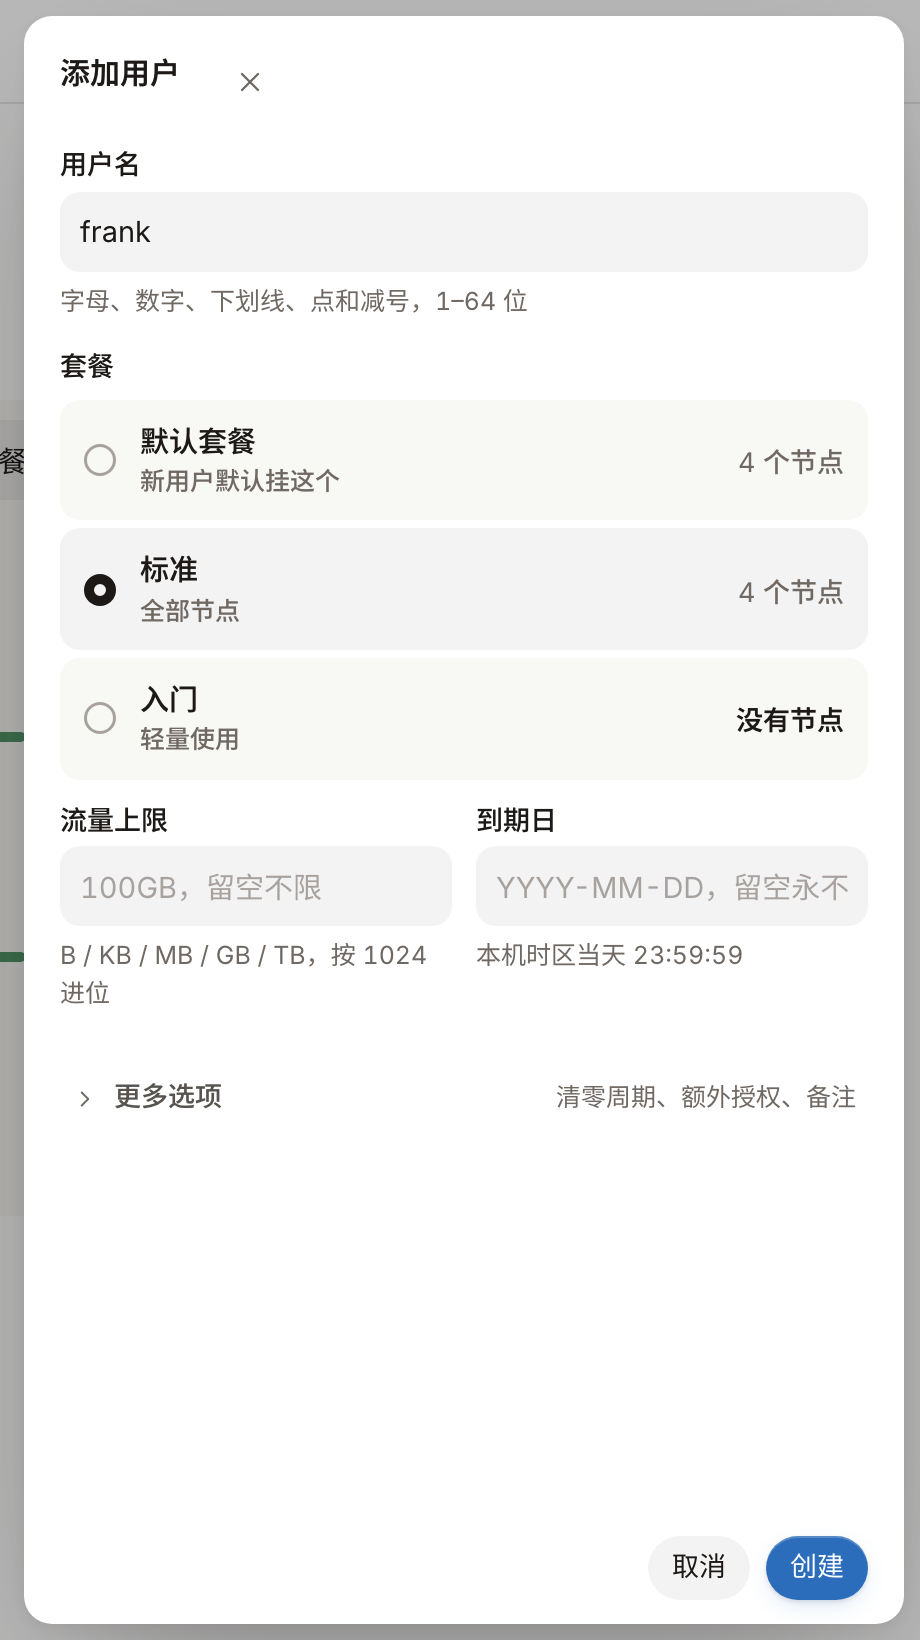 添加用户
用户名
frank
字母、数字、下划线、点和减号，1–64 位
套餐
餐
默认套餐
新用户默认挂这个
4 个节点
标准
全部节点
4 个节点
入门
轻量使用
没有节点
流量上限
到期日
100GB，留空不限
YYYY-MM-DD，留空永不
B / KB / MB / GB / TB，按 1024
进位
本机时区当天 23:59:59
更多选项
清零周期、额外授权、备注
取消
创建